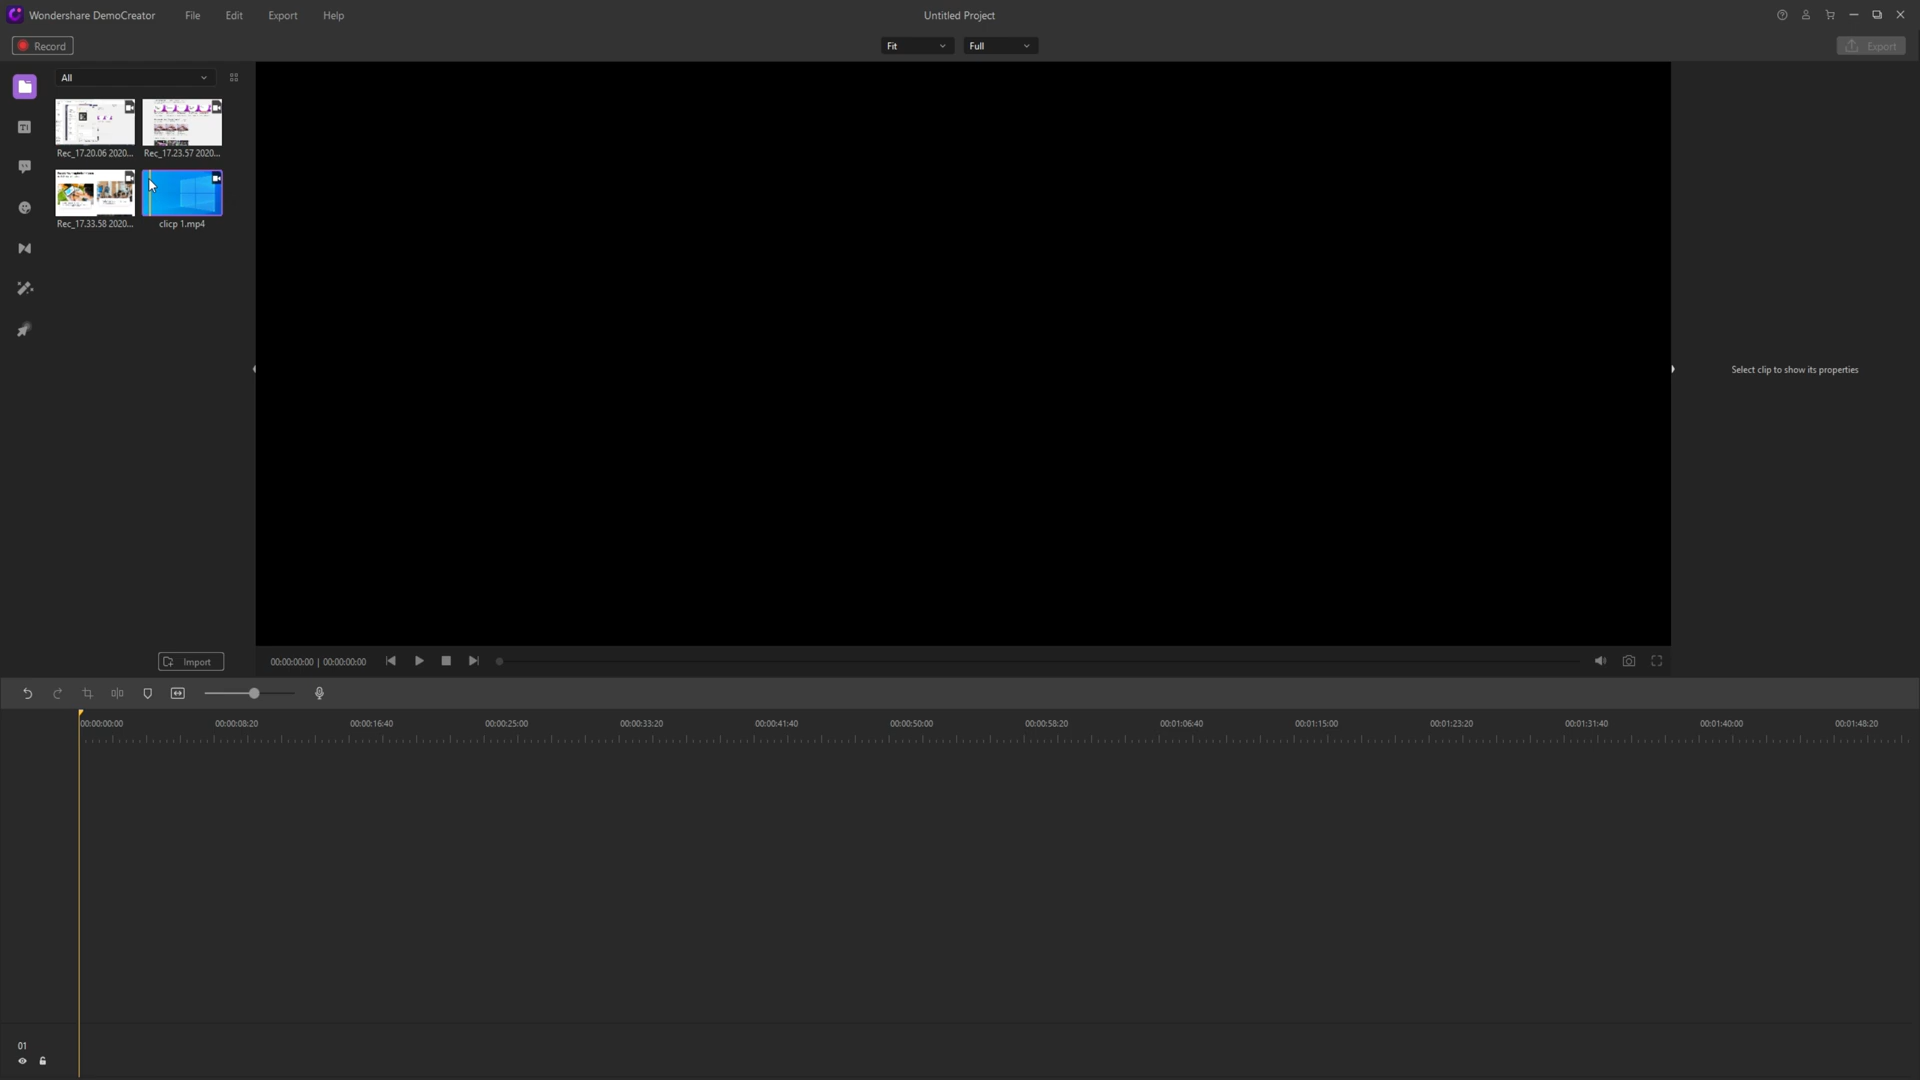 Wondershare DemoCreator File Edit Export Help Untitled Project
Record Fit Full Export
All
Rec_17.20.06 2020... Rec_17.23.57 2020...
Rec_17.33.58 2020... clicp 1.mp4
Select clip to show its properties
Import 00:00:00:00 | 00:00:00:00
00:00:00:00 00:00:08:20 00:00:16:40 00:00:25:00 00:00:33:20 00:00:41:40 00:00:50:00 00:00:58:20 00:01:06:40 00:01:15:00 00:01:23:20 00:01:31:40 00:01:40:00 00:01:48:20
01